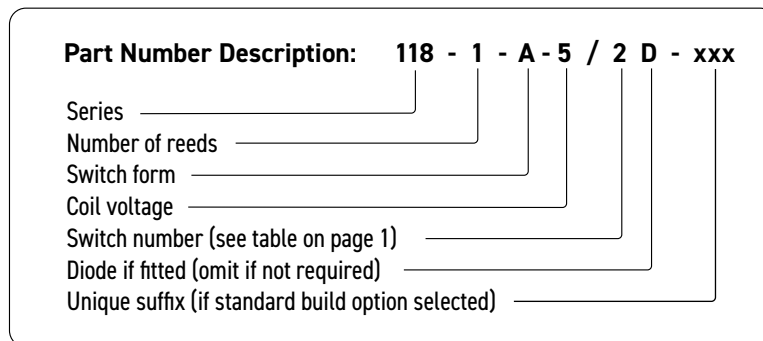 Part Number Description: 118 - 1 - A - 5 / 2 D - xxx
Series
Number of reeds
Switch form
Coil voltage
Switch number (see table on page 1)
Diode if fitted (omit if not required)
Unique suffix (if standard build option selected)